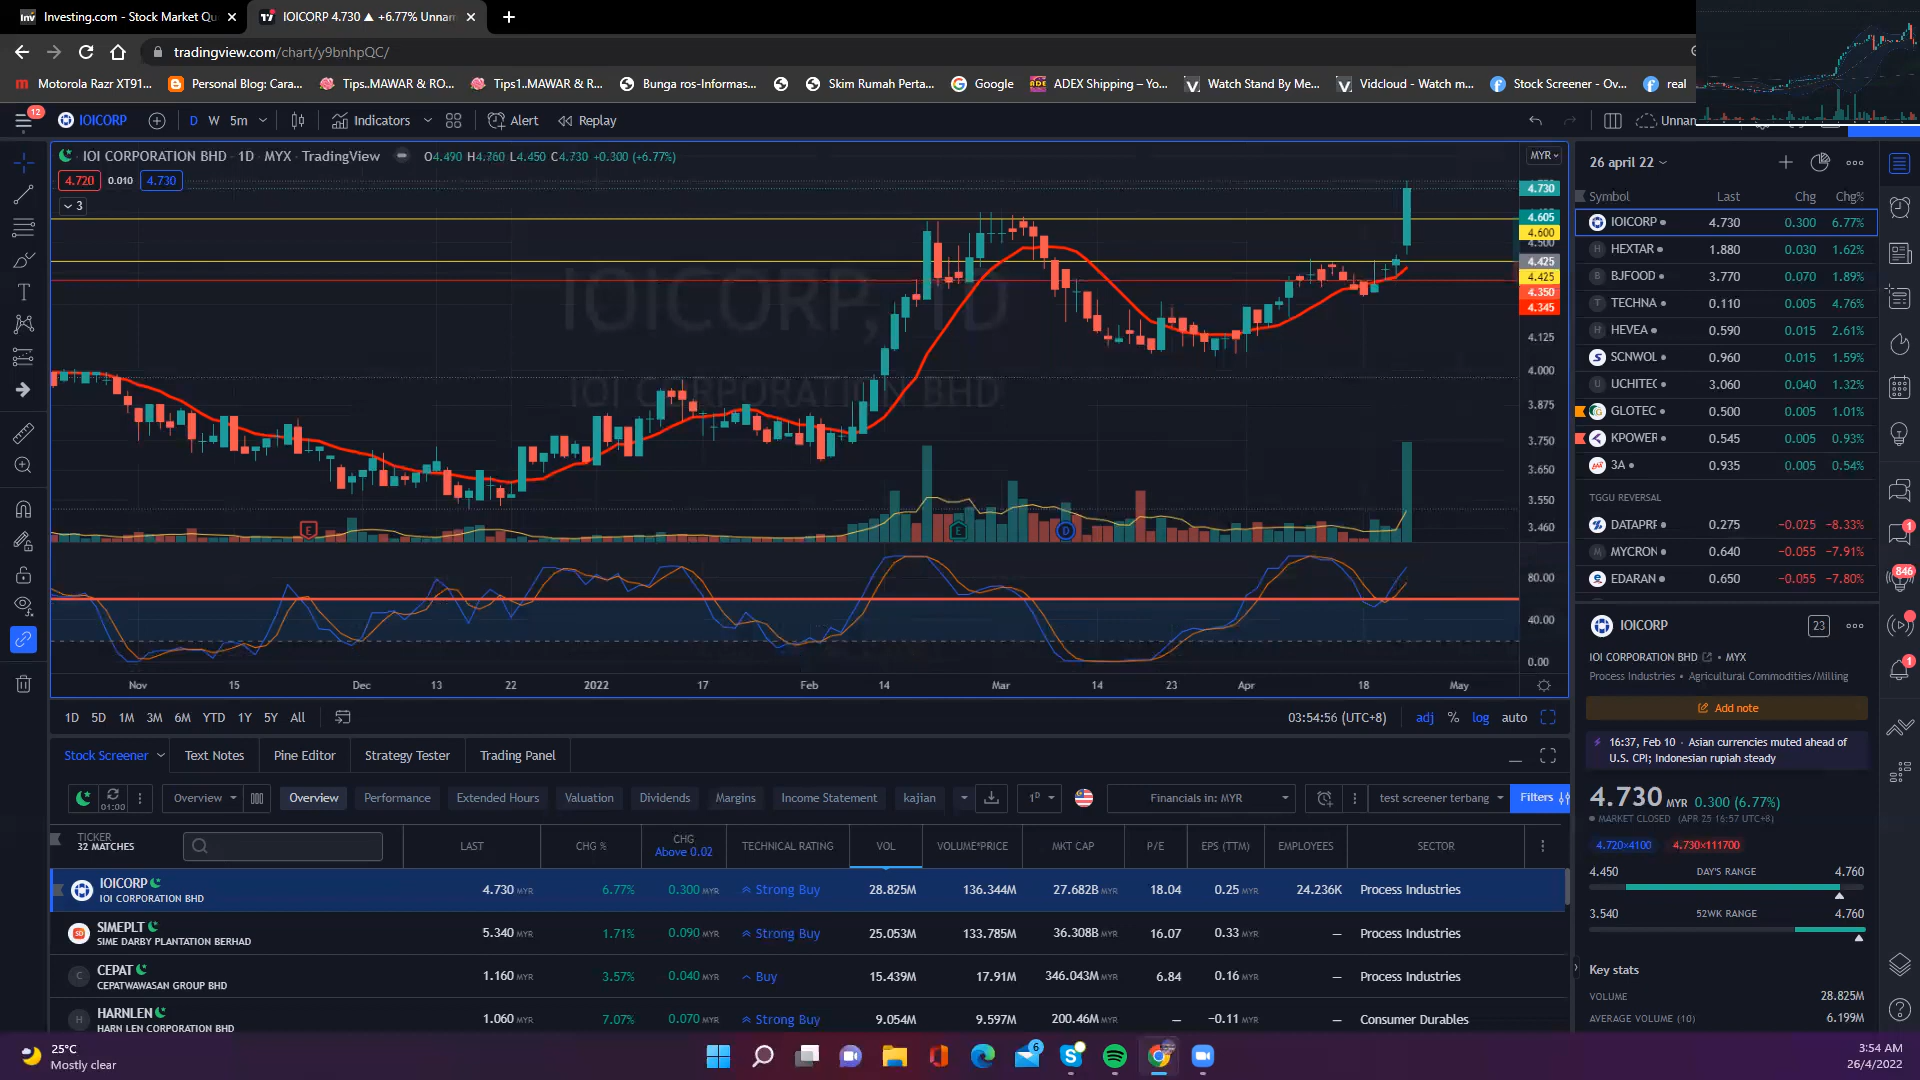 Investing.com - Stock Market Qu
IOICORP 4.730 ▲ +6.77% Unnam
tradingview.com/chart/y9bnhpQC/
Motorola Razr XT91...
Personal Blog: Cara...
Tips..MAWAR & RO...
Tips1..MAWAR & R...
Bunga ros-Informas...
Skim Rumah Perta...
Google
ADEX Shipping – Yo...
Watch Stand By Me...
Vidcloud - Watch m...
Stock Screener - Ov...
real
12
IOICORP
D W 5m
Indicators
Alert
Replay
Unnan
IOI CORPORATION BHD · 1D · MYX · TradingView
O4.490 H4.760 L4.450 C4.730 +0.300 (+6.77%)
4.720 0.010 4.730
3
MYR
4.730
4.605
4.600
4.500
4.425
4.425
4.350
4.345
4.125
4.000
3.875
3.750
3.650
3.550
3.460
80.00
40.00
0.00
IOICORP, 1D
IOI CORPORATION BHD
E
E
D
Nov 15 Dec 13 22 2022 17 Feb 14 Mar 14 23 Apr 18 May
1D 5D 1M 3M 6M YTD 1Y 5Y All
03:54:56 (UTC+8)
adj % log auto
Stock Screener
Text Notes
Pine Editor
Strategy Tester
Trading Panel
01:00
Overview
Overview
Performance
Extended Hours
Valuation
Dividends
Margins
Income Statement
kajian
1D
Financials in: MYR
test screener terbang
Filters
TICKER
32 MATCHES
LAST
CHG %
CHG
Above 0.02
TECHNICAL RATING
VOL
VOLUME*PRICE
MKT CAP
P/E
EPS (TTM)
EMPLOYEES
SECTOR
IOICORP
IOI CORPORATION BHD
4.730 MYR 6.77% 0.300 MYR Strong Buy 28.825M 136.344M 27.682B MYR 18.04 0.25 MYR 24.236K Process Industries
SIMEPLT
SIME DARBY PLANTATION BERHAD
5.340 MYR 1.71% 0.090 MYR Strong Buy 25.053M 133.785M 36.308B MYR 16.07 0.33 MYR — Process Industries
C
CEPAT
CEPATWAWASAN GROUP BHD
1.160 MYR 3.57% 0.040 MYR Buy 15.439M 17.91M 346.043M MYR 6.84 0.16 MYR — Process Industries
H
HARNLEN
HARN LEN CORPORATION BHD
1.060 MYR 7.07% 0.070 MYR Strong Buy 9.054M 9.597M 200.46M MYR — −0.11 MYR — Consumer Durables
26 april 22
Symbol Last Chg Chg%
IOICORP 4.730 0.300 6.77%
H HEXTAR 1.880 0.030 1.62%
B BJFOOD 3.770 0.070 1.89%
T TECHNA 0.110 0.005 4.76%
H HEVEA 0.590 0.015 2.61%
SCNWOL 0.960 0.015 1.59%
U UCHITEC 3.060 0.040 1.32%
GLOTEC 0.500 0.005 1.01%
KPOWER 0.545 0.005 0.93%
3A 0.935 0.005 0.54%
TGGU REVERSAL
DATAPRF 0.275 −0.025 −8.33%
M MYCRON 0.640 −0.055 −7.91%
EDARAN 0.650 −0.055 −7.80%
IOICORP
23
IOI CORPORATION BHD • MYX
Process Industries • Agricultural Commodities/Milling
Add note
16:37, Feb 10 · Asian currencies muted ahead of
U.S. CPI; Indonesian rupiah steady
4.730 MYR 0.300 (6.77%)
MARKET CLOSED (APR 25 16:57 UTC+8)
4.720×4100 4.730×111700
4.450 DAY'S RANGE 4.760
3.540 52WK RANGE 4.760
Key stats
VOLUME 28.825M
AVERAGE VOLUME (10) 6.199M
1
846
1
25°C
Mostly clear
6
3:54 AM
26/4/2022